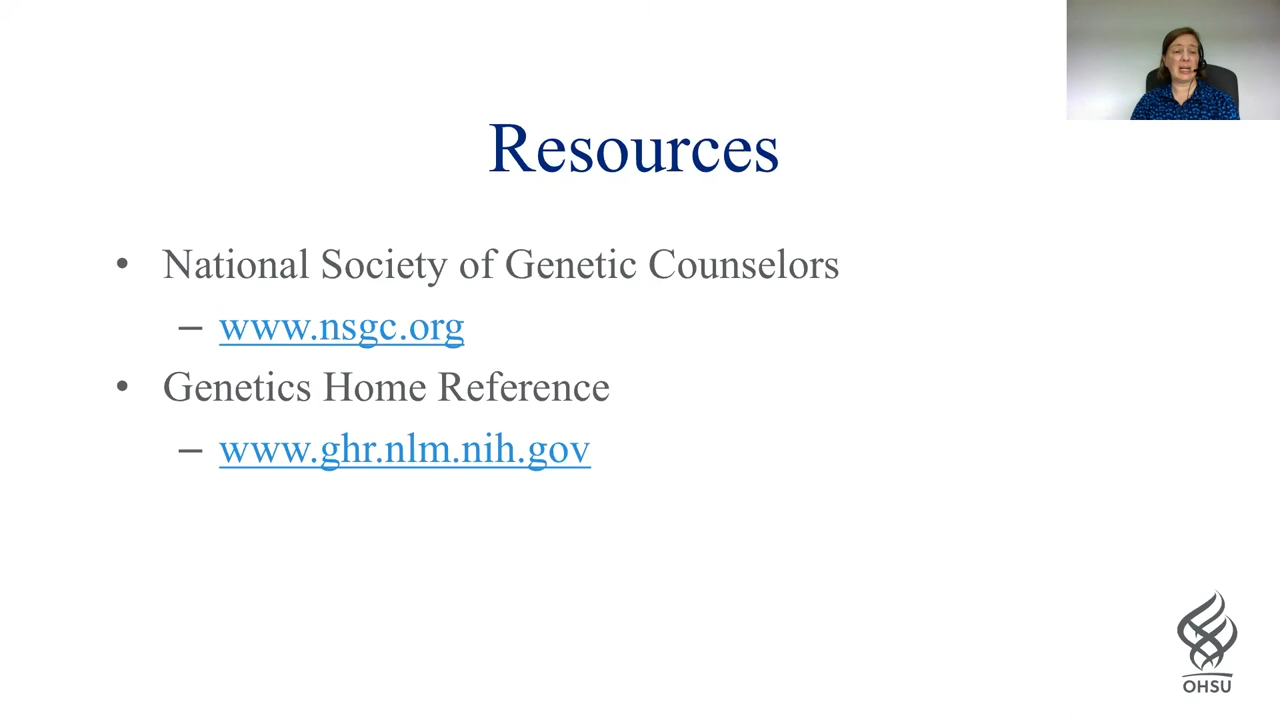 Resources
• National Society of Genetic Counselors
– www.nsgc.org
• Genetics Home Reference
– www.ghr.nlm.nih.gov
OHSU